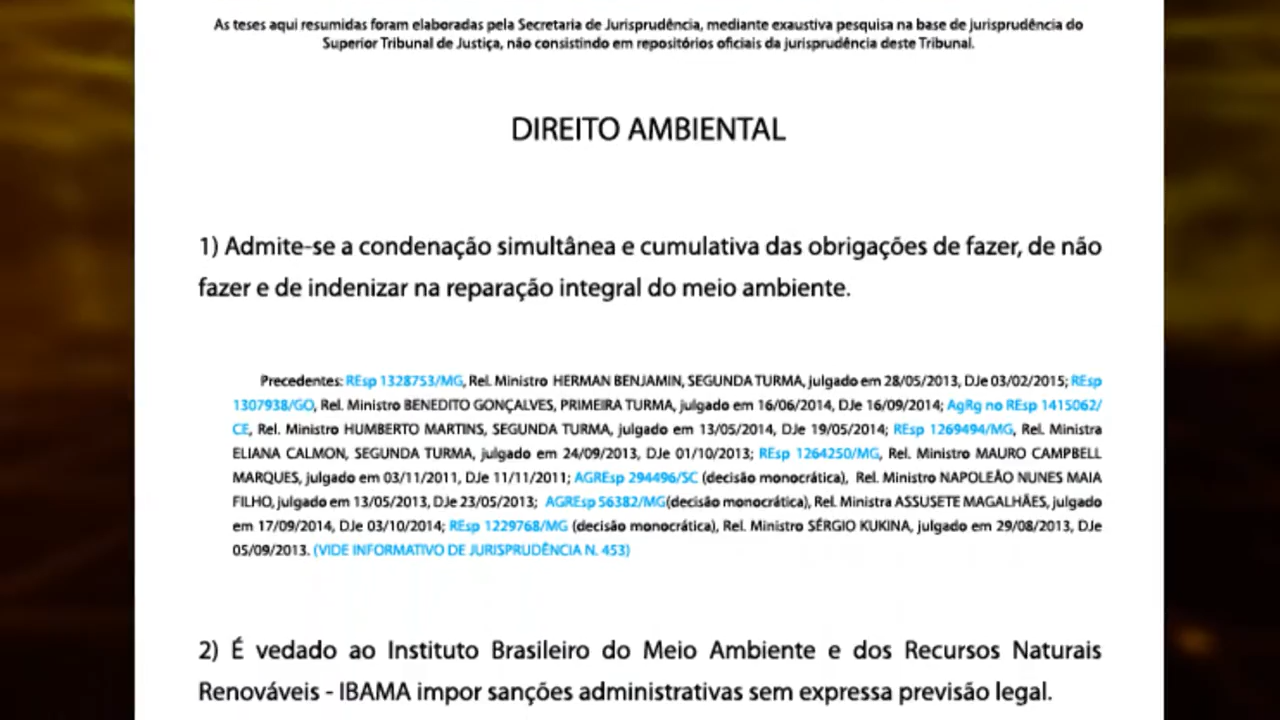 As teses aqui resumidas foram elaboradas pela Secretaria de Jurisprudência, mediante exaustiva pesquisa na base de jurisprudência do
Superior Tribunal de Justiça, não consistindo em repositórios oficiais da jurisprudência deste Tribunal.
DIREITO AMBIENTAL
1) Admite-se a condenação simultânea e cumulativa das obrigações de fazer, de não
fazer e de indenizar na reparação integral do meio ambiente.
Precedentes: REsp 1328753/MG, Rel. Ministro HERMAN BENJAMIN, SEGUNDA TURMA, julgado em 28/05/2013, DJe 03/02/2015; REsp
1307938/GO, Rel. Ministro BENEDITO GONÇALVES, PRIMEIRA TURMA, julgado em 16/06/2014, DJe 16/09/2014; AgRg no REsp 1415062/
CE, Rel. Ministro HUMBERTO MARTINS, SEGUNDA TURMA, julgado em 13/05/2014, DJe 19/05/2014; REsp 1269494/MG, Rel. Ministra
ELIANA CALMON, SEGUNDA TURMA, julgado em 24/09/2013, DJe 01/10/2013; REsp 1264250/MG, Rel. Ministro MAURO CAMPBELL
MARQUES, julgado em 03/11/2011, DJe 11/11/2011; AGREsp 294496/SC (decisão monocrática), Rel. Ministro NAPOLEÃO NUNES MAIA
FILHO, julgado em 13/05/2013, DJe 23/05/2013; AGREsp 56382/MG(decisão monocrática), Rel. Ministra ASSUSETE MAGALHÃES, julgado
em 17/09/2014, DJe 03/10/2014; REsp 1229768/MG (decisão monocrática), Rel. Ministro SÉRGIO KUKINA, julgado em 29/08/2013, DJe
05/09/2013. (VIDE INFORMATIVO DE JURISPRUDÊNCIA N. 453)
2) É vedado ao Instituto Brasileiro do Meio Ambiente e dos Recursos Naturais
Renováveis - IBAMA impor sanções administrativas sem expressa previsão legal.